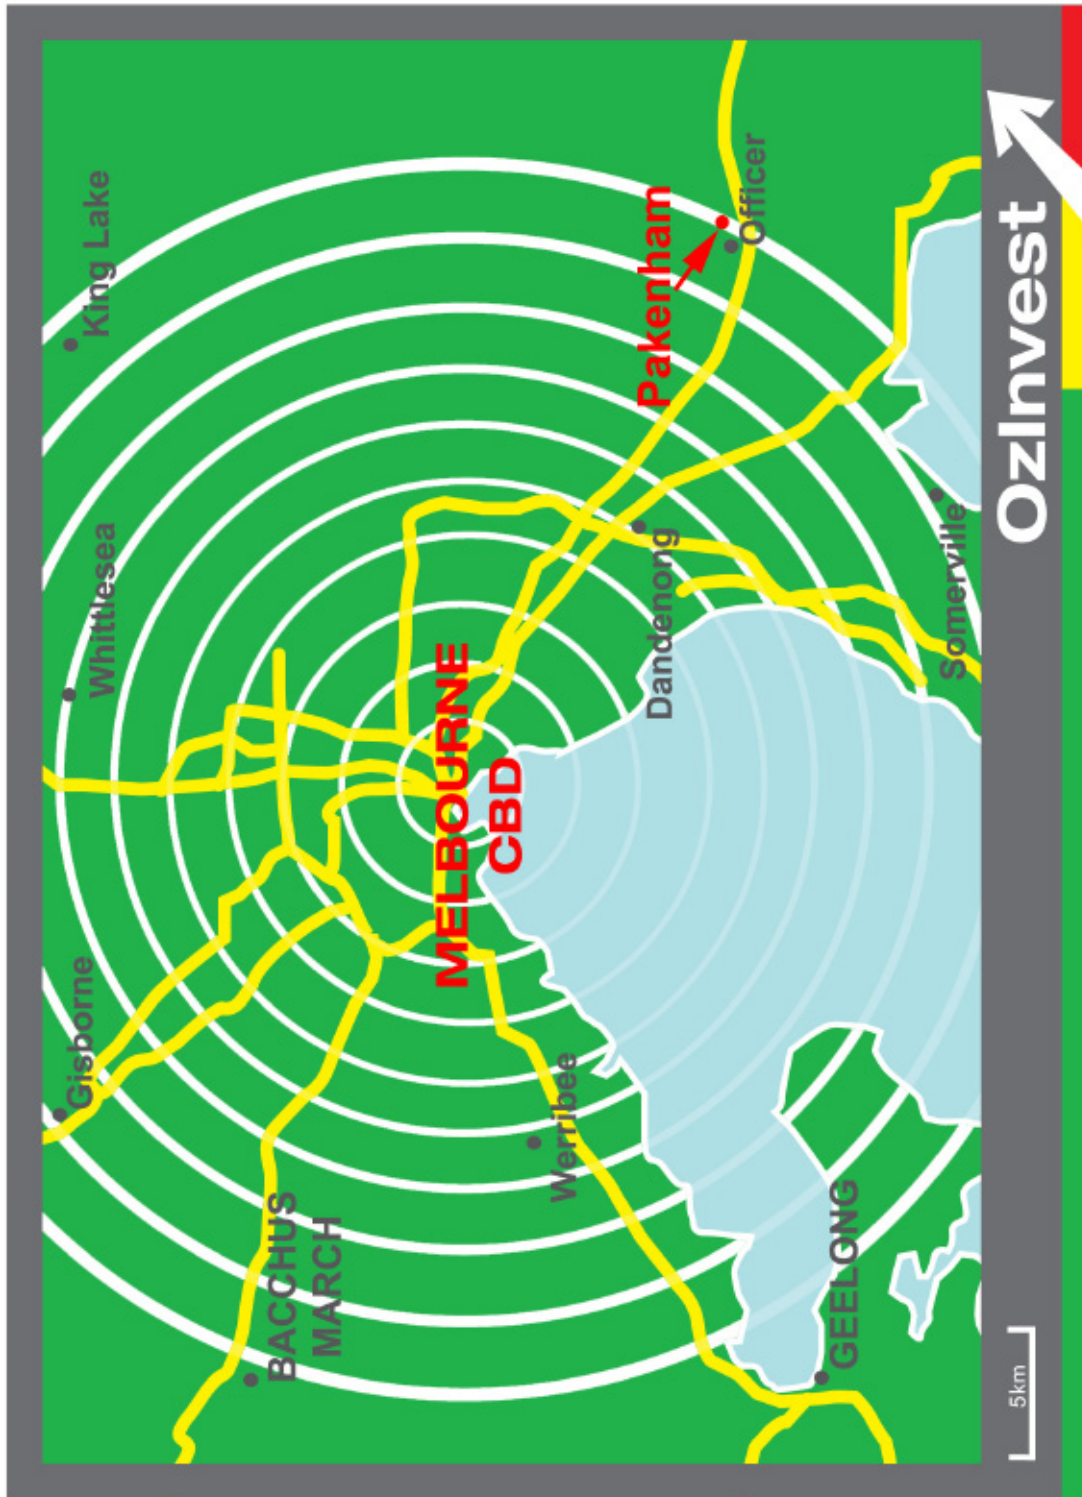 Gisborne
Whittlesea
King Lake
BACCHUS
MARCH
MELBOURNE
CBD
Werribee
Dandenong
Pakenham
Officer
GEELONG
Somerville
5km
OzInvest